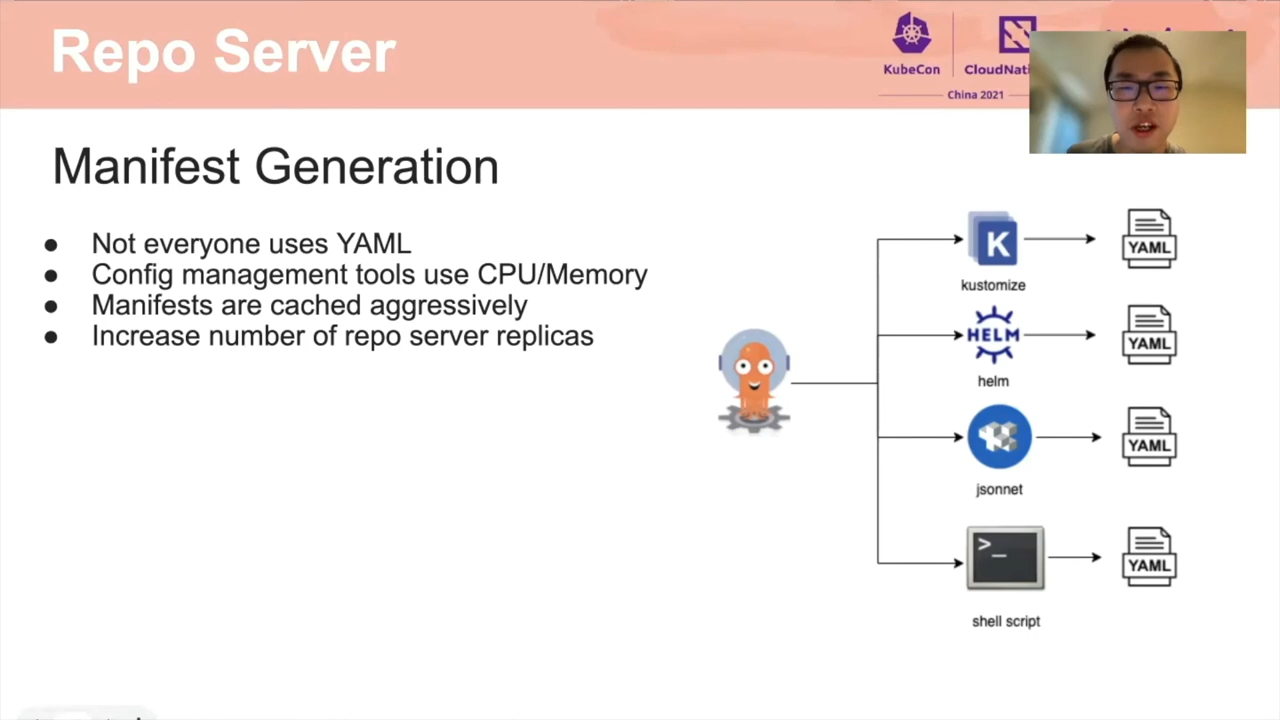 Repo Server
KubeCon
CloudNati
China 2021
Manifest Generation
● Not everyone uses YAML
● Config management tools use CPU/Memory
● Manifests are cached aggressively
● Increase number of repo server replicas
K
YAML
kustomize
HELM
YAML
helm
YAML
jsonnet
>_
YAML
shell script